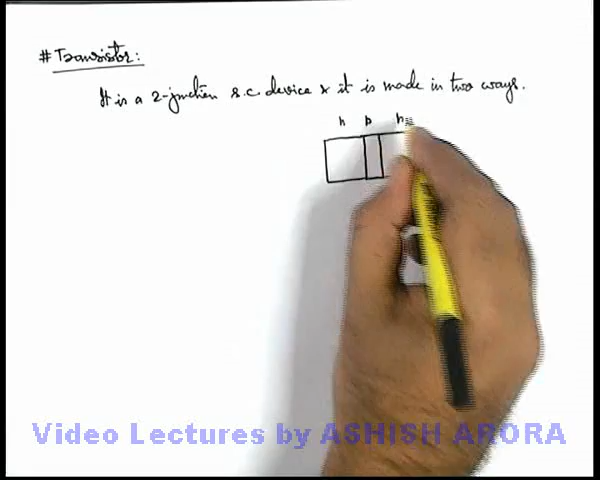 # Transistor:
It is a 2-junction s.c. device & it is made in two ways.
n p n
Video Lectures by ASHISH ARORA